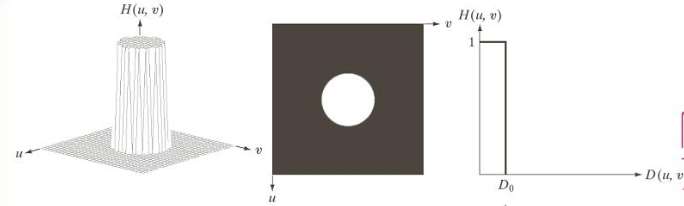 H(u, v)
u
v
v
u
H(u, v)
1
D₀
D(u, v